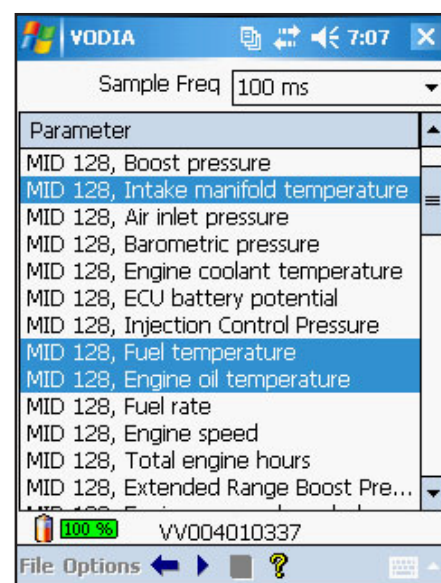 VODIA 7:07
Sample Freq 100 ms
Parameter
MID 128, Boost pressure
MID 128, Intake manifold temperature
MID 128, Air inlet pressure
MID 128, Barometric pressure
MID 128, Engine coolant temperature
MID 128, ECU battery potential
MID 128, Injection Control Pressure
MID 128, Fuel temperature
MID 128, Engine oil temperature
MID 128, Fuel rate
MID 128, Engine speed
MID 128, Total engine hours
MID 128, Extended Range Boost Pre...
100 % VV004010337
File Options ?